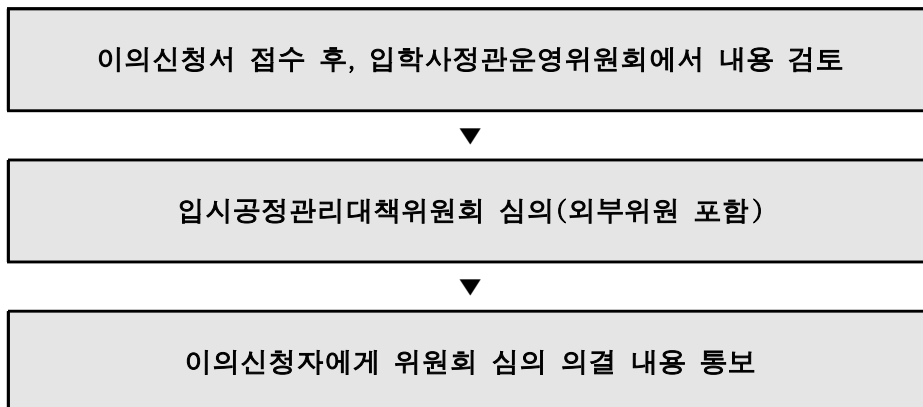 이의신청서 접수 후, 입학사정관운영위원회에서 내용 검토
▼
입시공정관리대책위원회 심의(외부위원 포함)
▼
이의신청자에게 위원회 심의 의결 내용 통보